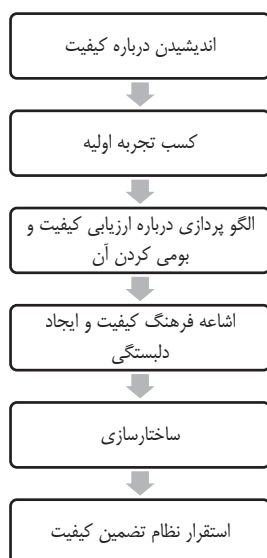 اندیشیدن درباره کیفیت
کسب تجربه اولیه
الگو پردازی درباره ارزیابی کیفیت و
بومی کردن آن
اشاعه فرهنگ کیفیت و ایجاد
دلبستگی
ساختارسازی
استقرار نظام تضمین کیفیت